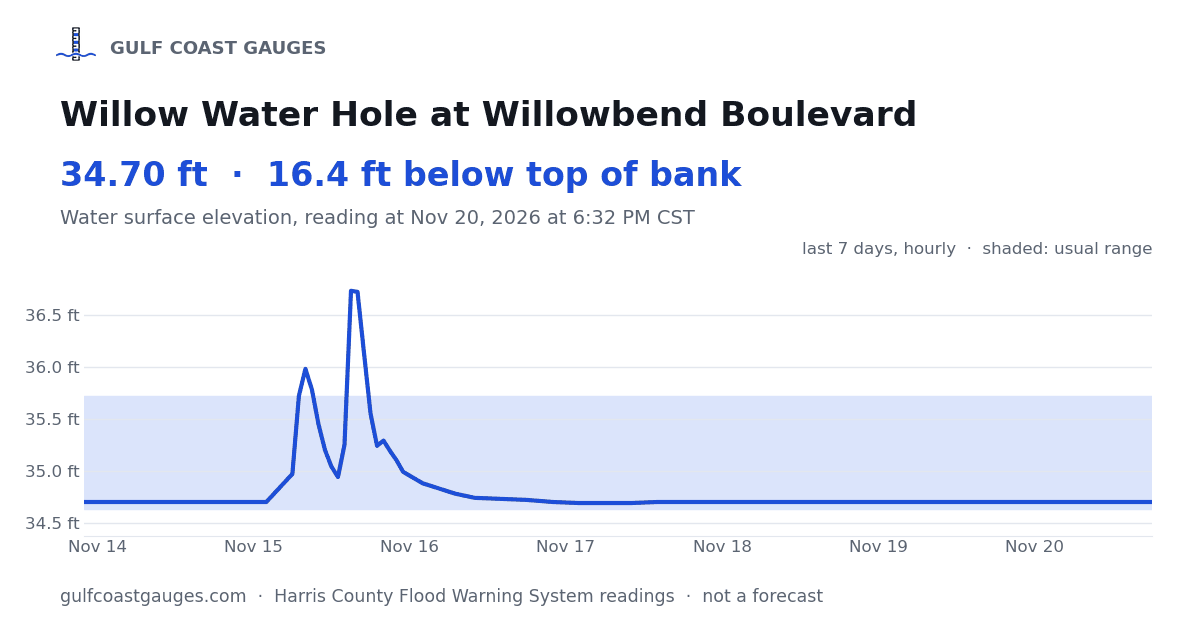 GULF COAST GAUGES
Willow Water Hole at Willowbend Boulevard
34.70 ft · 16.4 ft below top of bank
Water surface elevation, reading at Nov 20, 2026 at 6:32 PM CST
last 7 days, hourly · shaded: usual range
36.5 ft
36.0 ft
35.5 ft
35.0 ft
34.5 ft
Nov 14 Nov 15 Nov 16 Nov 17 Nov 18 Nov 19 Nov 20
gulfcoastgauges.com · Harris County Flood Warning System readings · not a forecast